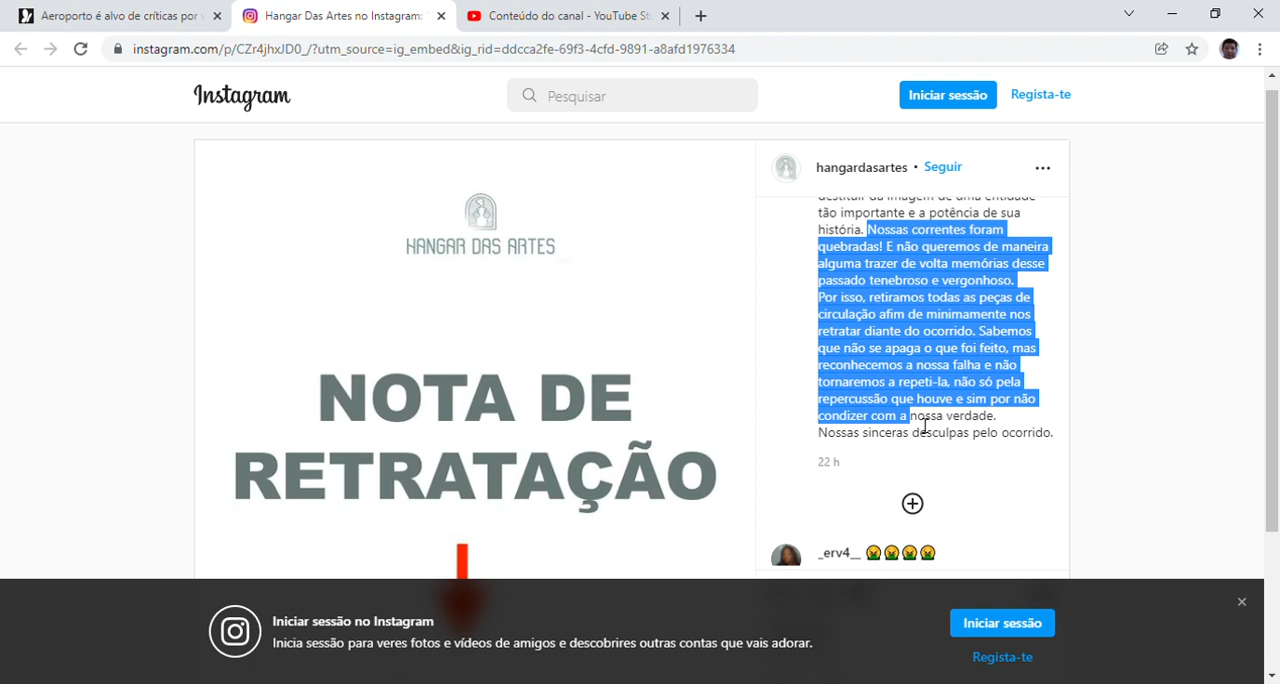 Aeroporto é alvo de críticas por v
Hangar Das Artes no Instagram:
Conteúdo do canal - YouTube St
instagram.com/p/CZr4jhxJD0_/?utm_source=ig_embed&ig_rid=ddcca2fe-69f3-4cfd-9891-a8afd1976334
Instagram
Pesquisar
Iniciar sessão
Regista-te
HANGAR DAS ARTES
NOTA DE
RETRATAÇÃO
hangardasartes • Seguir
destituir da imagem de uma entidade
tão importante e a potência de sua
história. Nossas correntes foram
quebradas! E não queremos de maneira
alguma trazer de volta memórias desse
passado tenebroso e vergonhoso.
Por isso, retiramos todas as peças de
circulação afim de minimamente nos
retratar diante do ocorrido. Sabemos
que não se apaga o que foi feito, mas
reconhecemos a nossa falha e não
tornaremos a repeti-la, não só pela
repercussão que houve e sim por não
condizer com a nossa verdade.
Nossas sinceras desculpas pelo ocorrido.
22 h
_erv4__ 🤮🤮🤮🤮
Iniciar sessão no Instagram
Inicia sessão para veres fotos e vídeos de amigos e descobrires outras contas que vais adorar.
Iniciar sessão
Regista-te